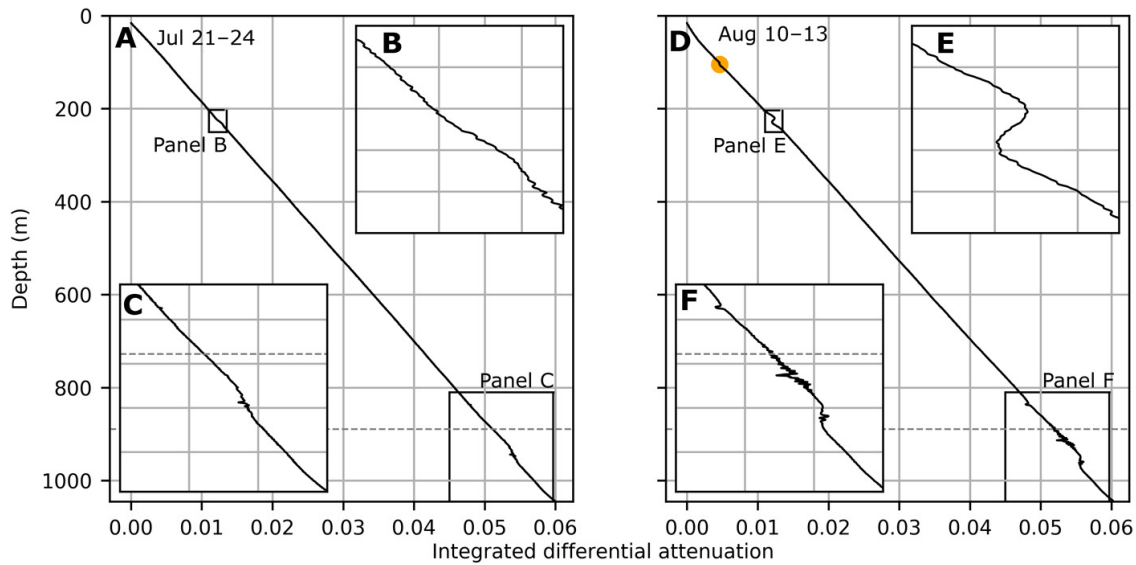 A
Jul 21–24
B
Panel B
C
Panel C
D
Aug 10–13
E
Panel E
F
Panel F
0
200
400
600
800
1000
Depth (m)
0.00 0.01 0.02 0.03 0.04 0.05 0.06
0.00 0.01 0.02 0.03 0.04 0.05 0.06
Integrated differential attenuation